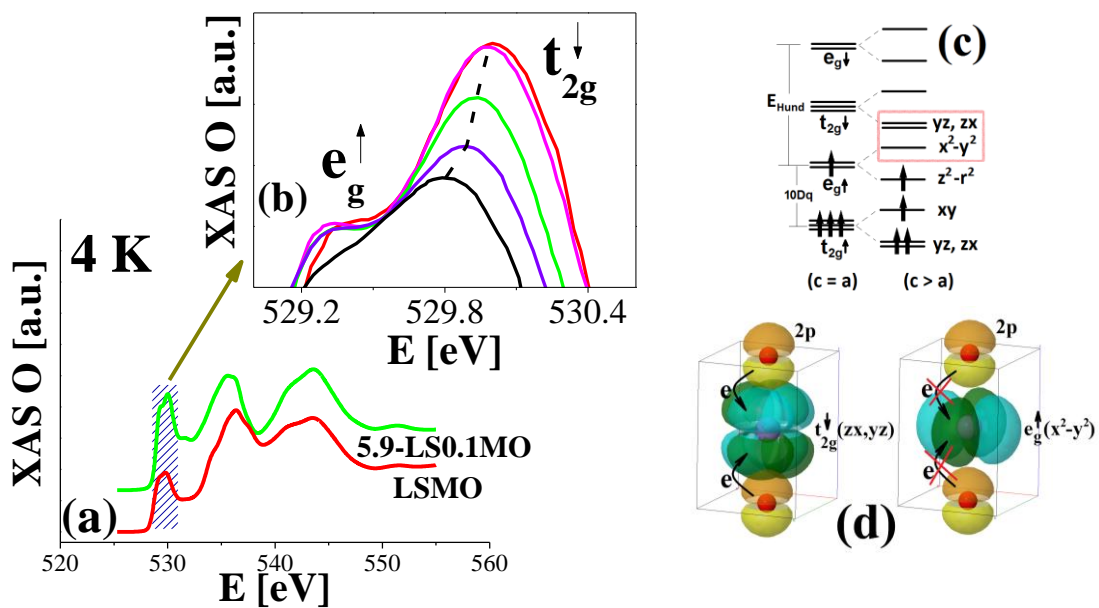 XAS O [a.u.]
(b)
e
g
↑
t
2g
↓
529.2 529.8 530.4
E [eV]
4 K
XAS O [a.u.]
5.9-LS0.1MO
LSMO
(a)
520 530 540 550 560
E [eV]
(c)
eg↓
EHund
t2g↓
yz, zx
x²-y²
eg↑
z²-r²
10Dq
xy
t2g↑
yz, zx
(c = a) (c > a)
2p 2p
e e
t2g↓(zx,yz) eg↑(x²-y²)
e e
(d)